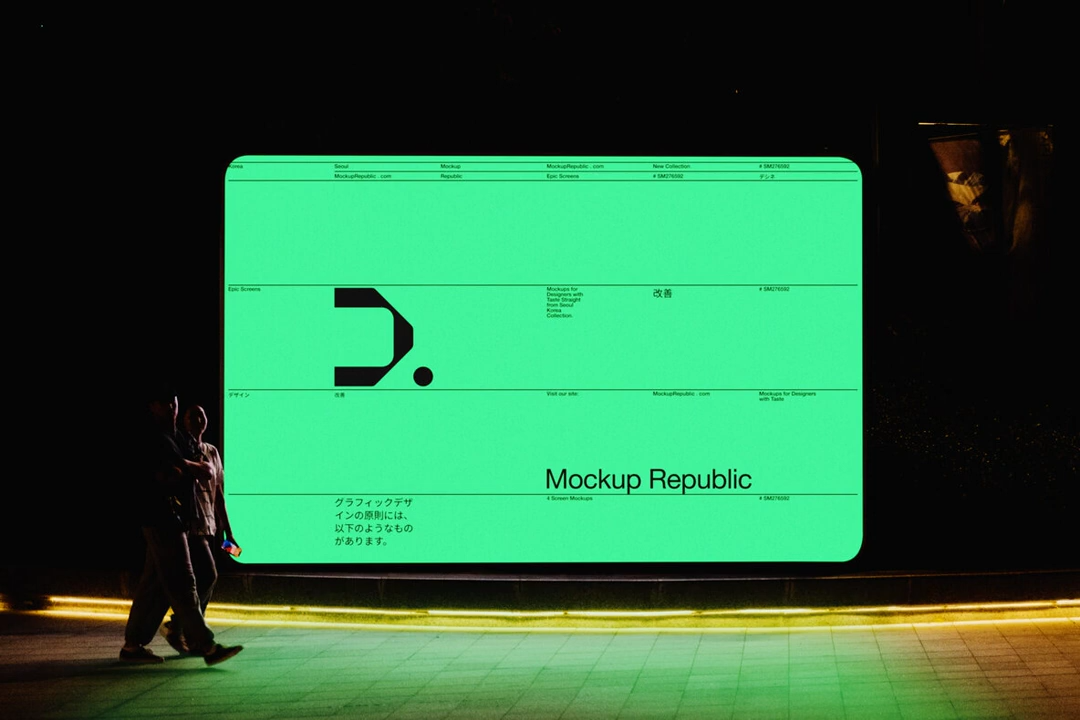 Korea
Seoul
Mockup
MockupRepublic . com
New Collection
# SM276592
MockupRepublic . com
Republic
Epic Screens
# SM276592
デシネ
Epic Screens
Mockups for
Designers with
Taste Straight
from Seoul
Korea
Collection.
改善
# SM276592
D.
デザイン
改善
Visit our site:
MockupRepublic . com
Mockups for Designers
with Taste
Mockup Republic
4 Screen Mockups
# SM276592
グラフィックデザ
インの原則には、
以下のようなもの
があります。